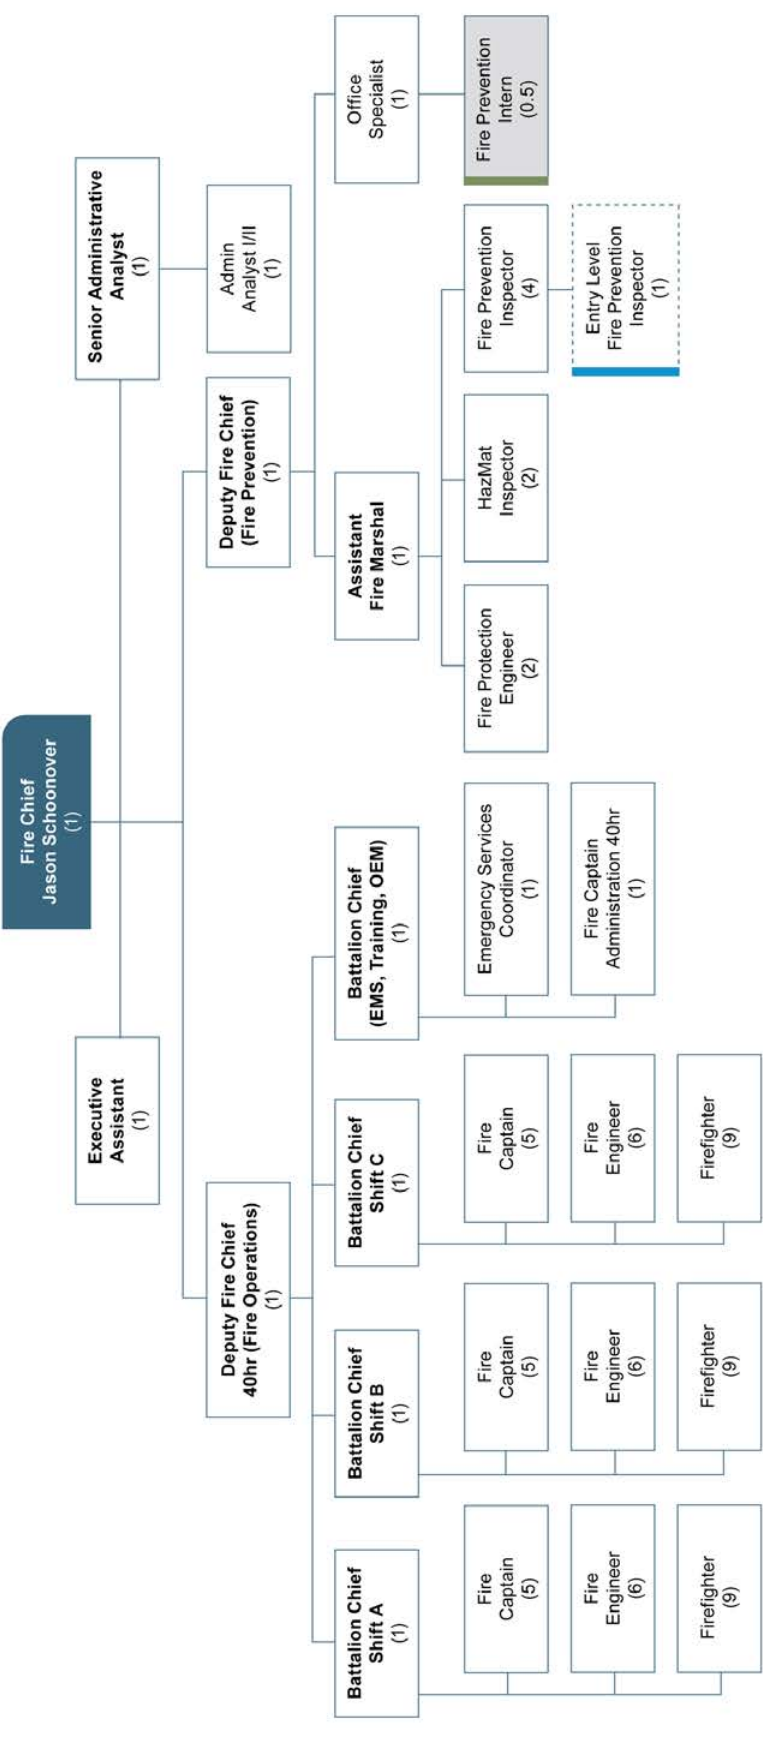 Fire Chief
Jason Schoonover
(1)
Executive
Assistant
(1)
Senior Administrative
Analyst
(1)
Admin
Analyst I/II
(1)
Deputy Fire Chief
40hr (Fire Operations)
(1)
Deputy Fire Chief
(Fire Prevention)
(1)
Battalion Chief
Shift A
(1)
Fire
Captain
(5)
Fire
Engineer
(6)
Firefighter
(9)
Battalion Chief
Shift B
(1)
Fire
Captain
(5)
Fire
Engineer
(6)
Firefighter
(9)
Battalion Chief
Shift C
(1)
Fire
Captain
(5)
Fire
Engineer
(6)
Firefighter
(9)
Battalion Chief
(EMS, Training, OEM)
(1)
Emergency Services
Coordinator
(1)
Fire Captain
Administration 40hr
(1)
Assistant
Fire Marshal
(1)
Fire Protection
Engineer
(2)
HazMat
Inspector
(2)
Fire Prevention
Inspector
(4)
Entry Level
Fire Prevention
Inspector
(1)
Office
Specialist
(1)
Fire Prevention
Intern
(0.5)